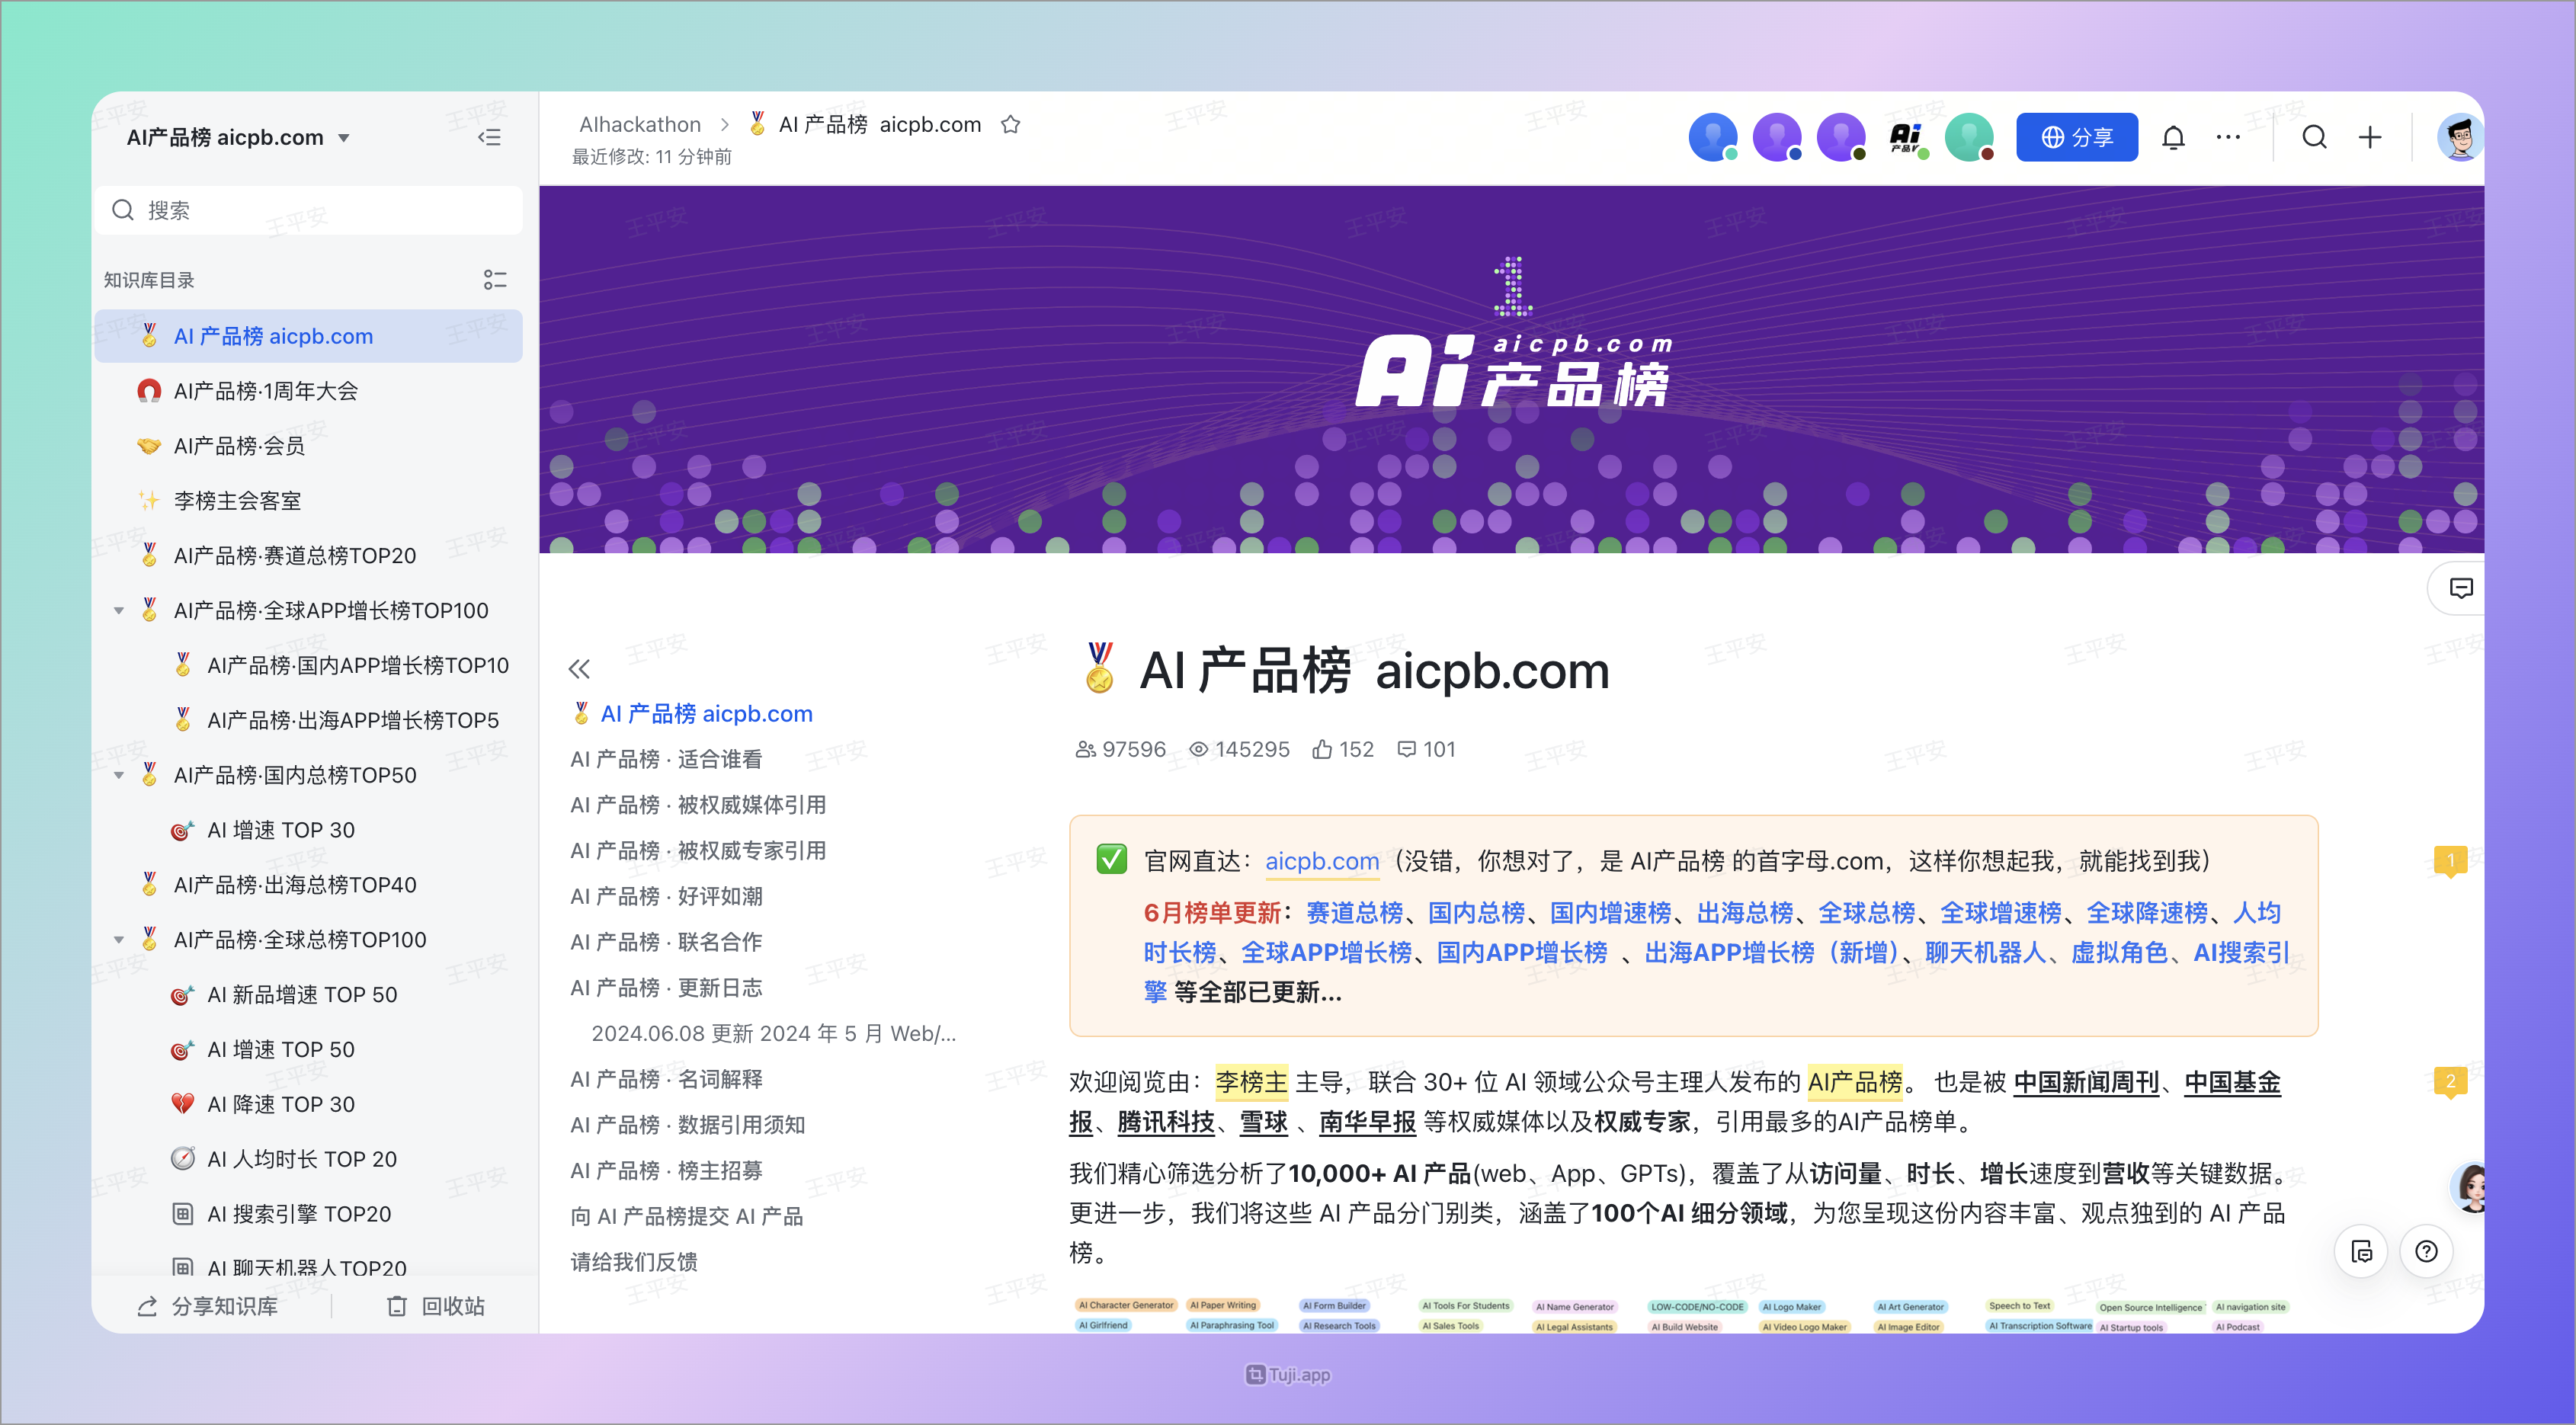 AI产品榜 aicpb.com
搜索
知识库目录
AI 产品榜 aicpb.com
AI产品榜·1周年大会
AI产品榜·会员
李榜主会客室
AI产品榜·赛道总榜TOP20
AI产品榜·全球APP增长榜TOP100
AI产品榜·国内APP增长榜TOP10
AI产品榜·出海APP增长榜TOP5
AI产品榜·国内总榜TOP50
AI 增速 TOP 30
AI产品榜·出海总榜TOP40
AI产品榜·全球总榜TOP100
AI 新品增速 TOP 50
AI 增速 TOP 50
AI 降速 TOP 30
AI 人均时长 TOP 20
AI 搜索引擎 TOP20
AI 聊天机器人TOP20
分享知识库
回收站
AIhackathon > AI 产品榜 aicpb.com
最近修改: 11 分钟前
Ai 产品榜
分享
1
aicpb.com
Ai 产品榜
AI 产品榜 aicpb.com
AI 产品榜 · 适合谁看
AI 产品榜 · 被权威媒体引用
AI 产品榜 · 被权威专家引用
AI 产品榜 · 好评如潮
AI 产品榜 · 联名合作
AI 产品榜 · 更新日志
2024.06.08 更新 2024 年 5 月 Web/...
AI 产品榜 · 名词解释
AI 产品榜 · 数据引用须知
AI 产品榜 · 榜主招募
向 AI 产品榜提交 AI 产品
请给我们反馈
AI 产品榜 aicpb.com
97596 145295 152 101
官网直达：aicpb.com（没错，你想对了，是 AI产品榜 的首字母.com，这样你想起我，就能找到我）
1
6月榜单更新：赛道总榜、国内总榜、国内增速榜、出海总榜、全球总榜、全球增速榜、全球降速榜、人均
时长榜、全球APP增长榜、国内APP增长榜 、出海APP增长榜（新增）、聊天机器人、虚拟角色、AI搜索引
擎 等全部已更新...
欢迎阅览由：李榜主 主导，联合 30+ 位 AI 领域公众号主理人发布的 AI产品榜。 也是被 中国新闻周刊、中国基金
2
报、腾讯科技、雪球 、南华早报 等权威媒体以及权威专家，引用最多的AI产品榜单。
我们精心筛选分析了10,000+ AI 产品(web、App、GPTs)，覆盖了从访问量、时长、增长速度到营收等关键数据。
更进一步，我们将这些 AI 产品分门别类，涵盖了100个AI 细分领域，为您呈现这份内容丰富、观点独到的 AI 产品
榜。
AI Character Generator AI Paper Writing AI Form Builder AI Tools For Students AI Name Generator LOW-CODE/NO-CODE AI Logo Maker AI Art Generator Speech to Text Open Source Intelligence AI navigation site
AI Girlfriend AI Paraphrasing Tool AI Research Tools AI Sales Tools AI Legal Assistants AI Build Website AI Video Logo Maker AI Image Editor AI Transcription Software AI Startup tools AI Podcast
王平安
Tuji.app